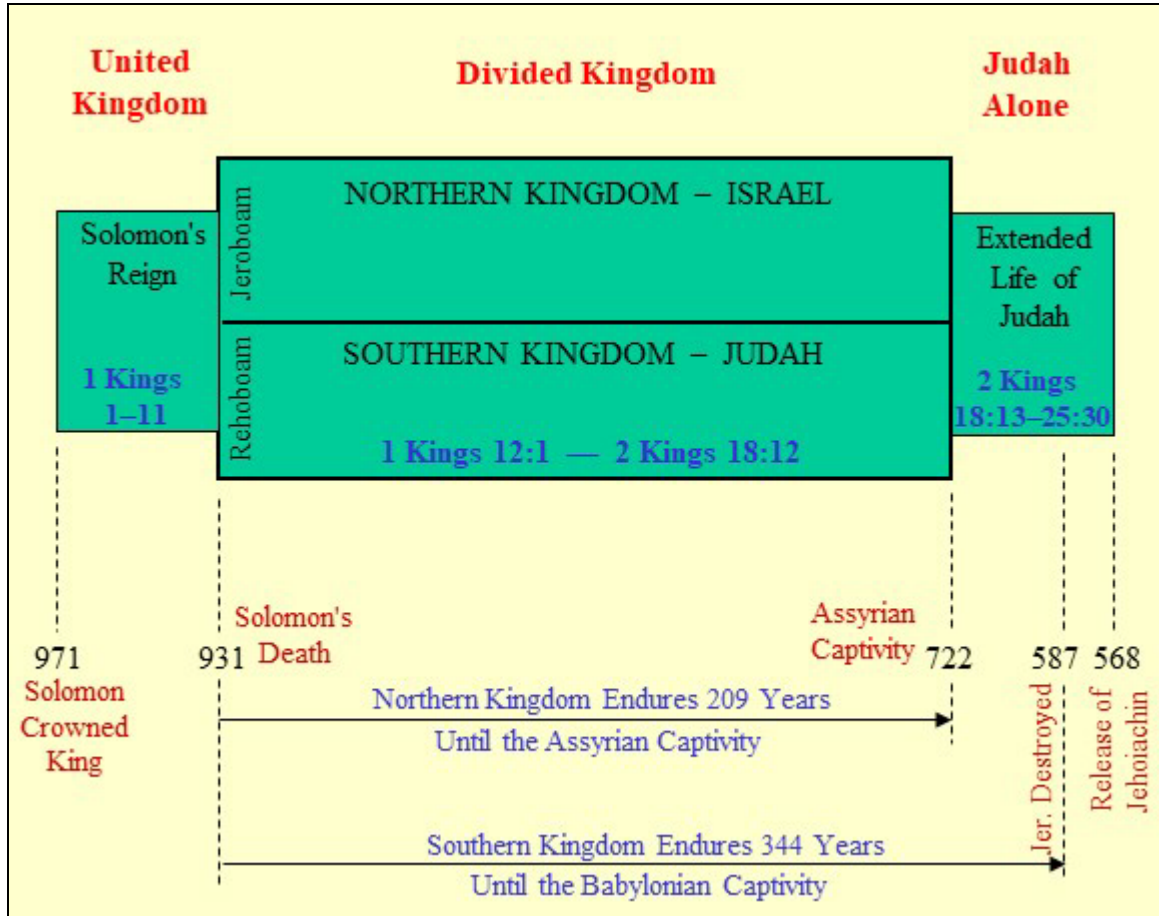 United
Kingdom
Divided Kingdom
Judah
Alone
Solomon's
Reign
1 Kings
1–11
Jeroboam
NORTHERN KINGDOM – ISRAEL
Rehoboam
SOUTHERN KINGDOM – JUDAH
1 Kings 12:1 — 2 Kings 18:12
Extended
Life of
Judah
2 Kings
18:13–25:30
971
Solomon
Crowned
King
931
Solomon's
Death
Assyrian
Captivity
722
587
Jer. Destroyed
568
Release of
Jehoiachin
Northern Kingdom Endures 209 Years
Until the Assyrian Captivity
Southern Kingdom Endures 344 Years
Until the Babylonian Captivity